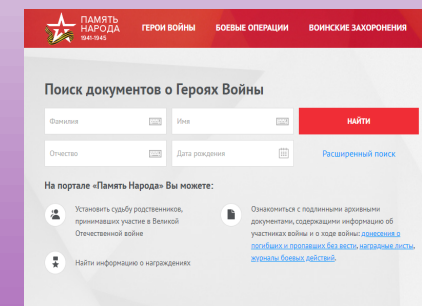 ПАМЯТЬ
НАРОДА
1941-1945
ГЕРОИ ВОЙНЫ
БОЕВЫЕ ОПЕРАЦИИ
ВОИНСКИЕ ЗАХОРОНЕНИЯ
Поиск документов о Героях Войны
Фамилия
Имя
НАЙТИ
Отчество
Дата рождения
Расширенный поиск
На портале «Память Народа» Вы можете:
Установить судьбу родственников,
принимавших участие в Великой
Отечественной войне
Найти информацию о награждениях
Ознакомиться с подлинными архивными
документами, содержащими информацию об
участниках войны и о ходе войны: донесения о
погибших и пропавших без вести, наградные листы,
журналы боевых действий.